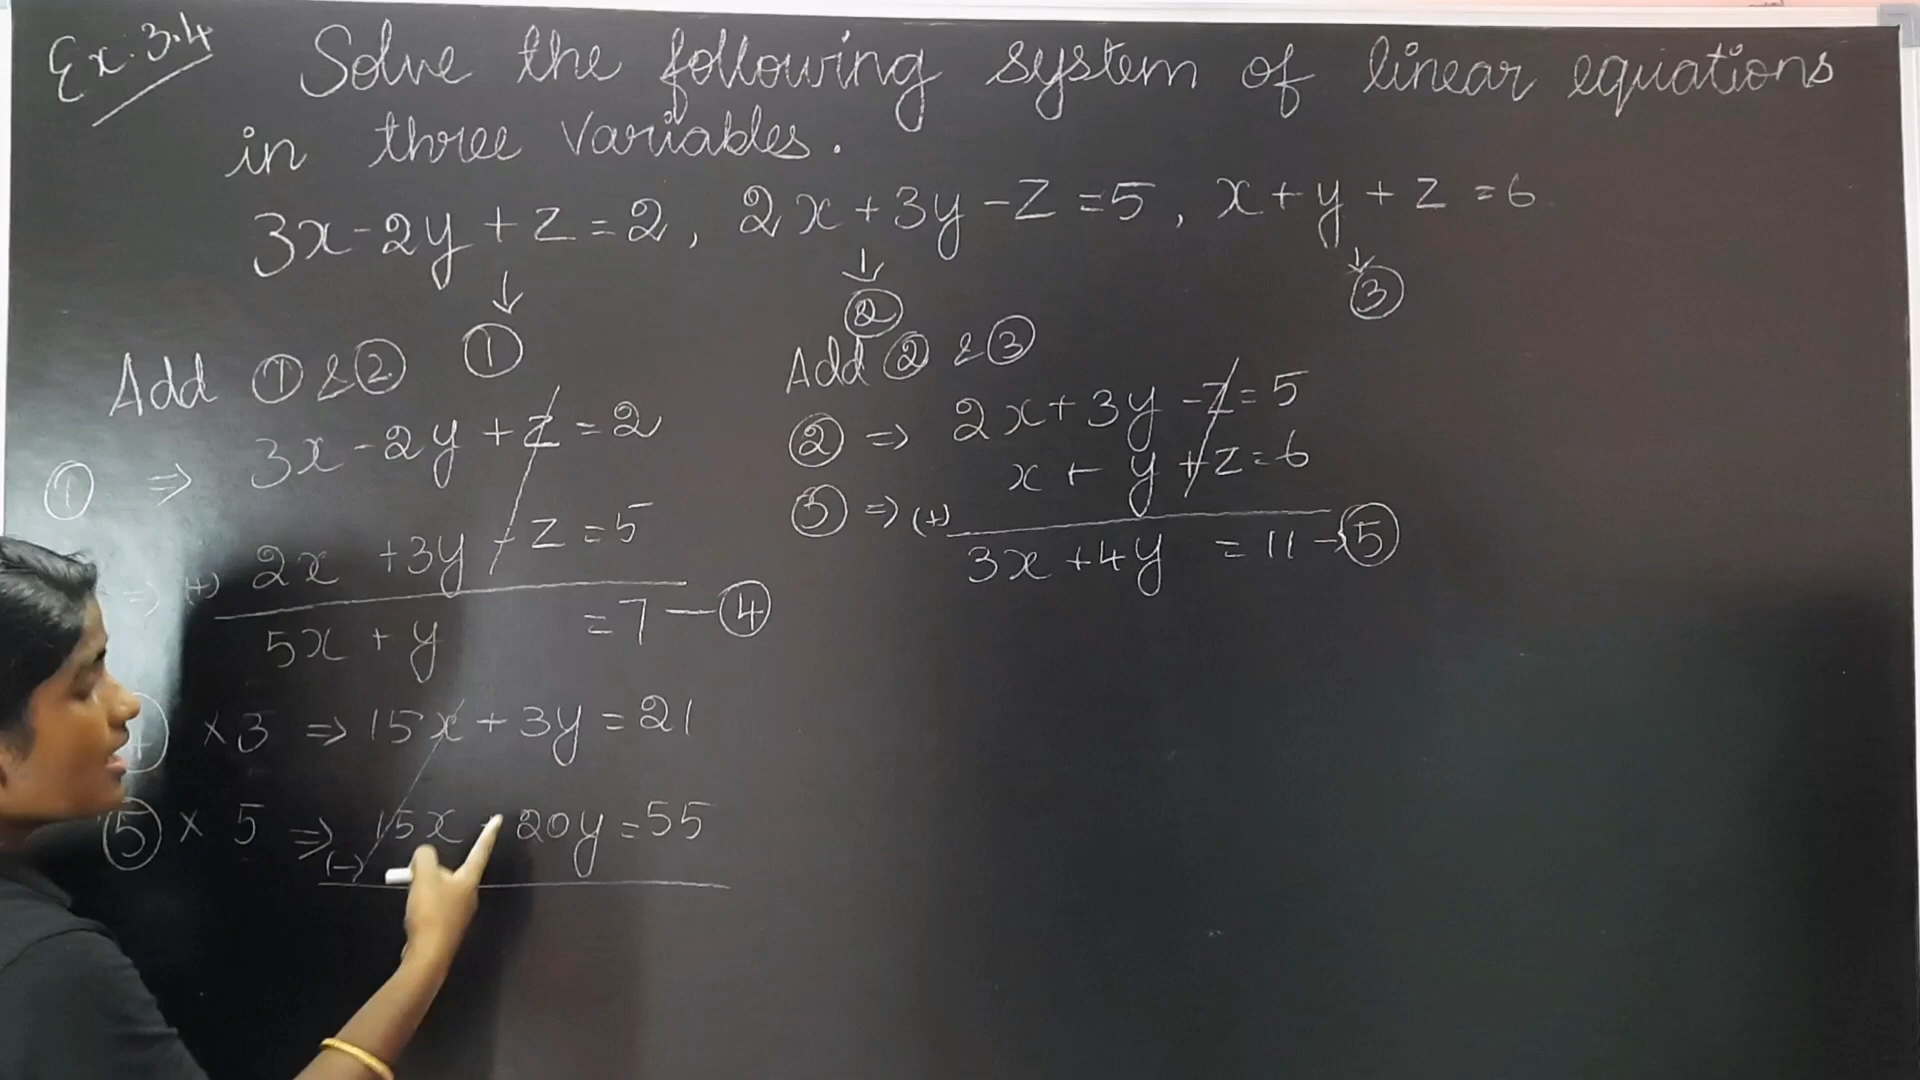 Ex. 3.4
Solve the following system of linear equations
in three variables.
3x - 2y + z = 2, 2x + 3y - z = 5, x + y + z = 6
↓ ① ↓ ② ↓ ③
Add ① & ②
① ⇒ 3x - 2y + z = 2
⇒ (+) 2x + 3y - z = 5
5x + y = 7 — ④
× 3 ⇒ 15x + 3y = 21
⑤ × 5 ⇒ (-) 15x + 20y = 55
Add ② & ③
② ⇒ 2x + 3y - z = 5
⇒ (+) x + y + z = 6
3x + 4y = 11 → ⑤